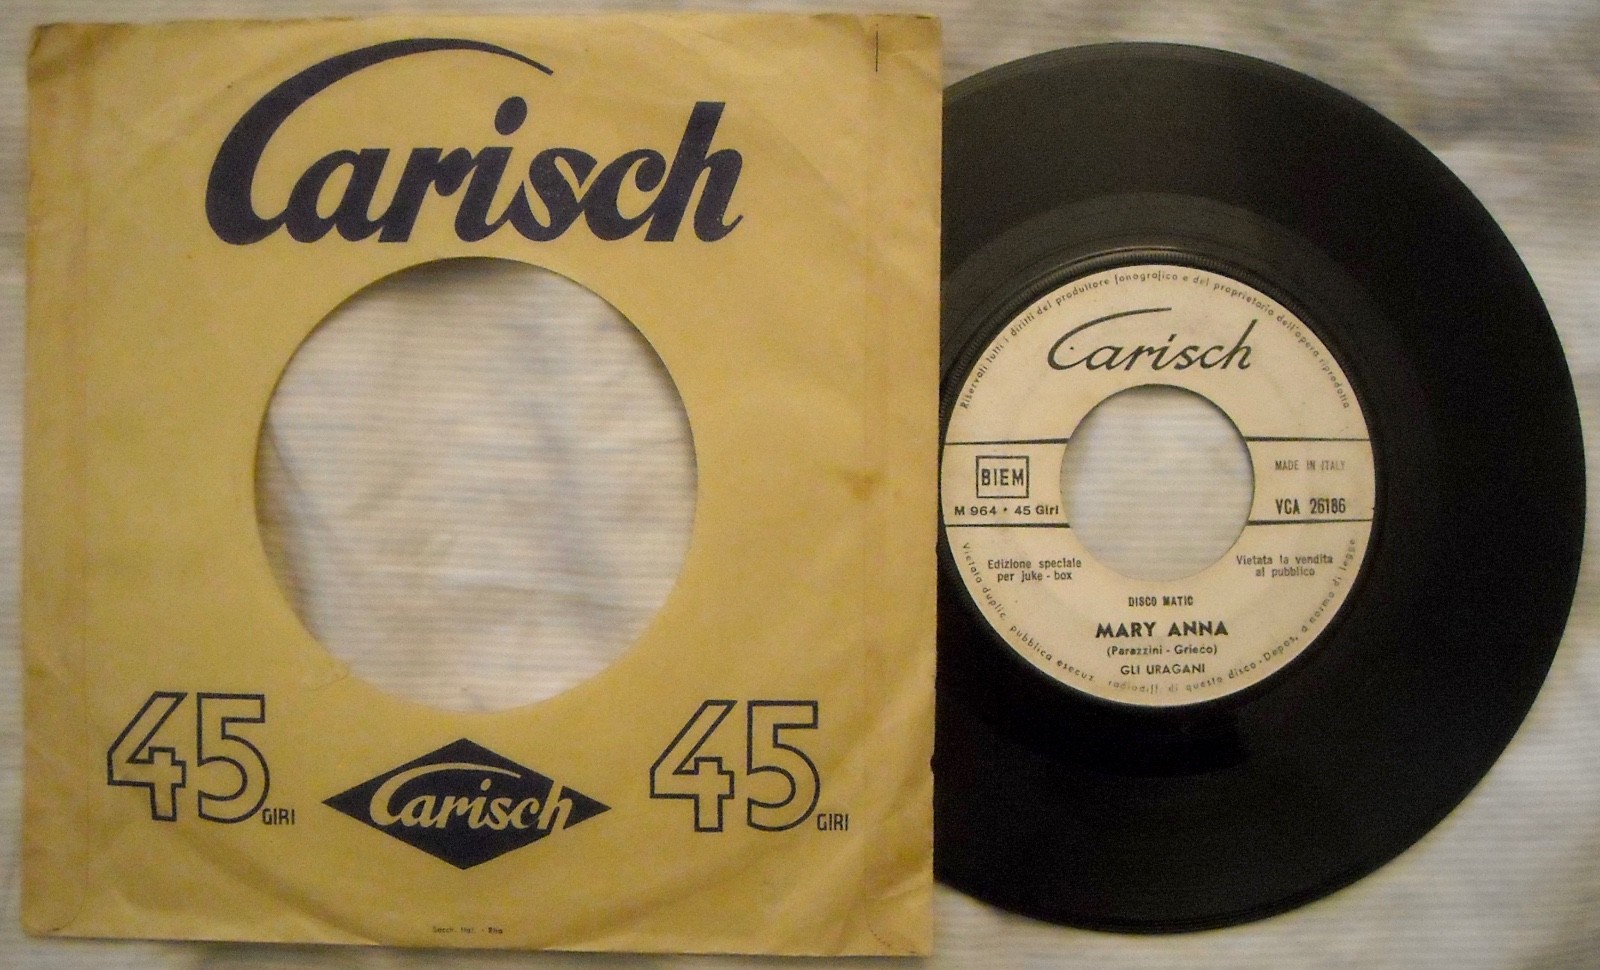 Carisch
45 GIRI
Carisch
45 GIRI
Riservati tutti i diritti del produttore fonografico e del proprietario dell'opera riprodotta
Carisch
BIEM
M 964 • 45 Giri
MADE IN ITALY
VCA 26186
Edizione speciale
per juke-box
Vietata la vendita
al pubblico
DISCO MATIC
MARY ANNA
(Parazzini - Grieco)
GLI URAGANI
Vietata duplic. pubblica esecuz. radiodiff. di questo disco - Depos. a norma di legge